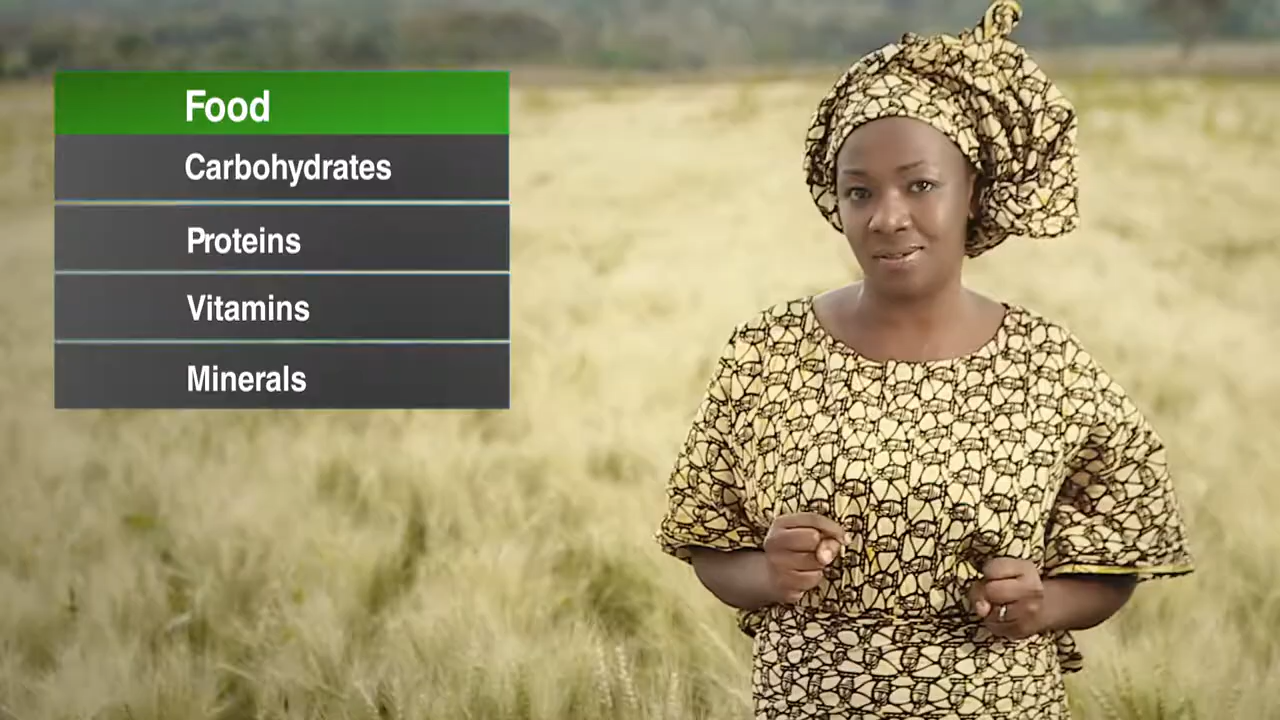 Food
Carbohydrates
Proteins
Vitamins
Minerals